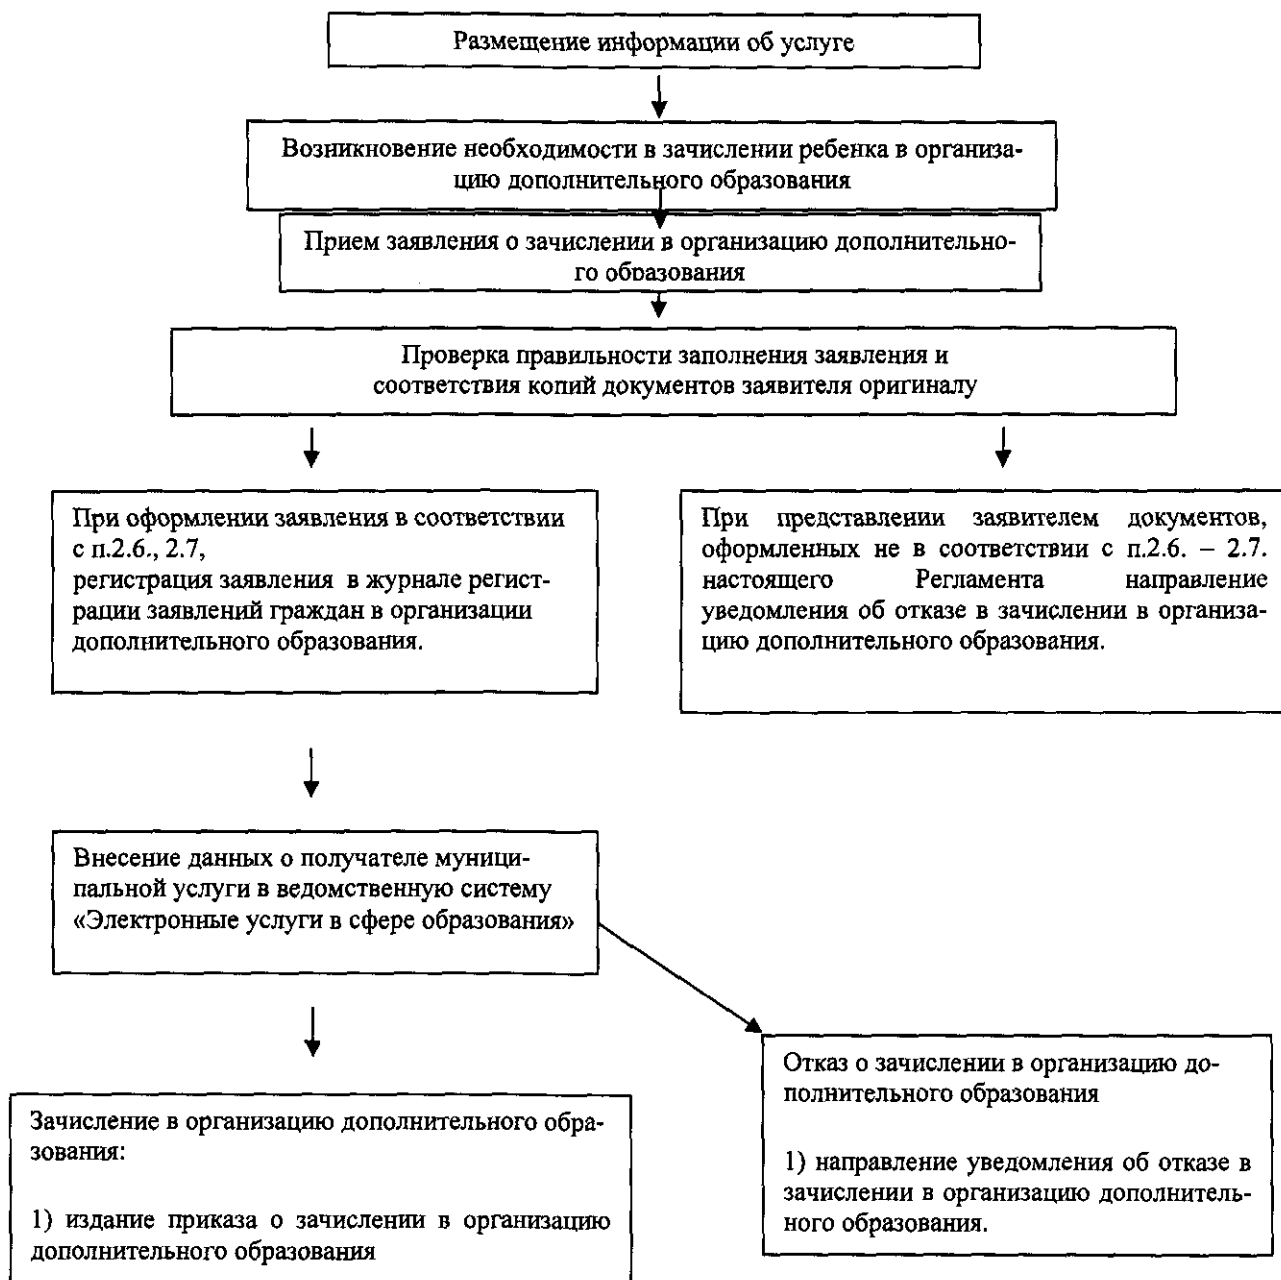 Размещение информации об услуге
Возникновение необходимости в зачислении ребенка в организа-
цию дополнительного образования
Прием заявления о зачислении в организацию дополнительно-
го образования
Проверка правильности заполнения заявления и
соответствия копий документов заявителя оригиналу
При оформлении заявления в соответствии
с п.2.6., 2.7,
регистрация заявления в журнале регист-
рации заявлений граждан в организации
дополнительного образования.
При представлении заявителем документов,
оформленных не в соответствии с п.2.6. – 2.7.
настоящего Регламента направление
уведомления об отказе в зачислении в организа-
цию дополнительного образования.
Внесение данных о получателе муници-
пальной услуги в ведомственную систему
«Электронные услуги в сфере образования»
Отказ о зачислении в организацию до-
полнительного образования
1) направление уведомления об отказе в
зачислении в организацию дополнитель-
ного образования.
Зачисление в организацию дополнительного обра-
зования:
1) издание приказа о зачислении в организацию
дополнительного образования